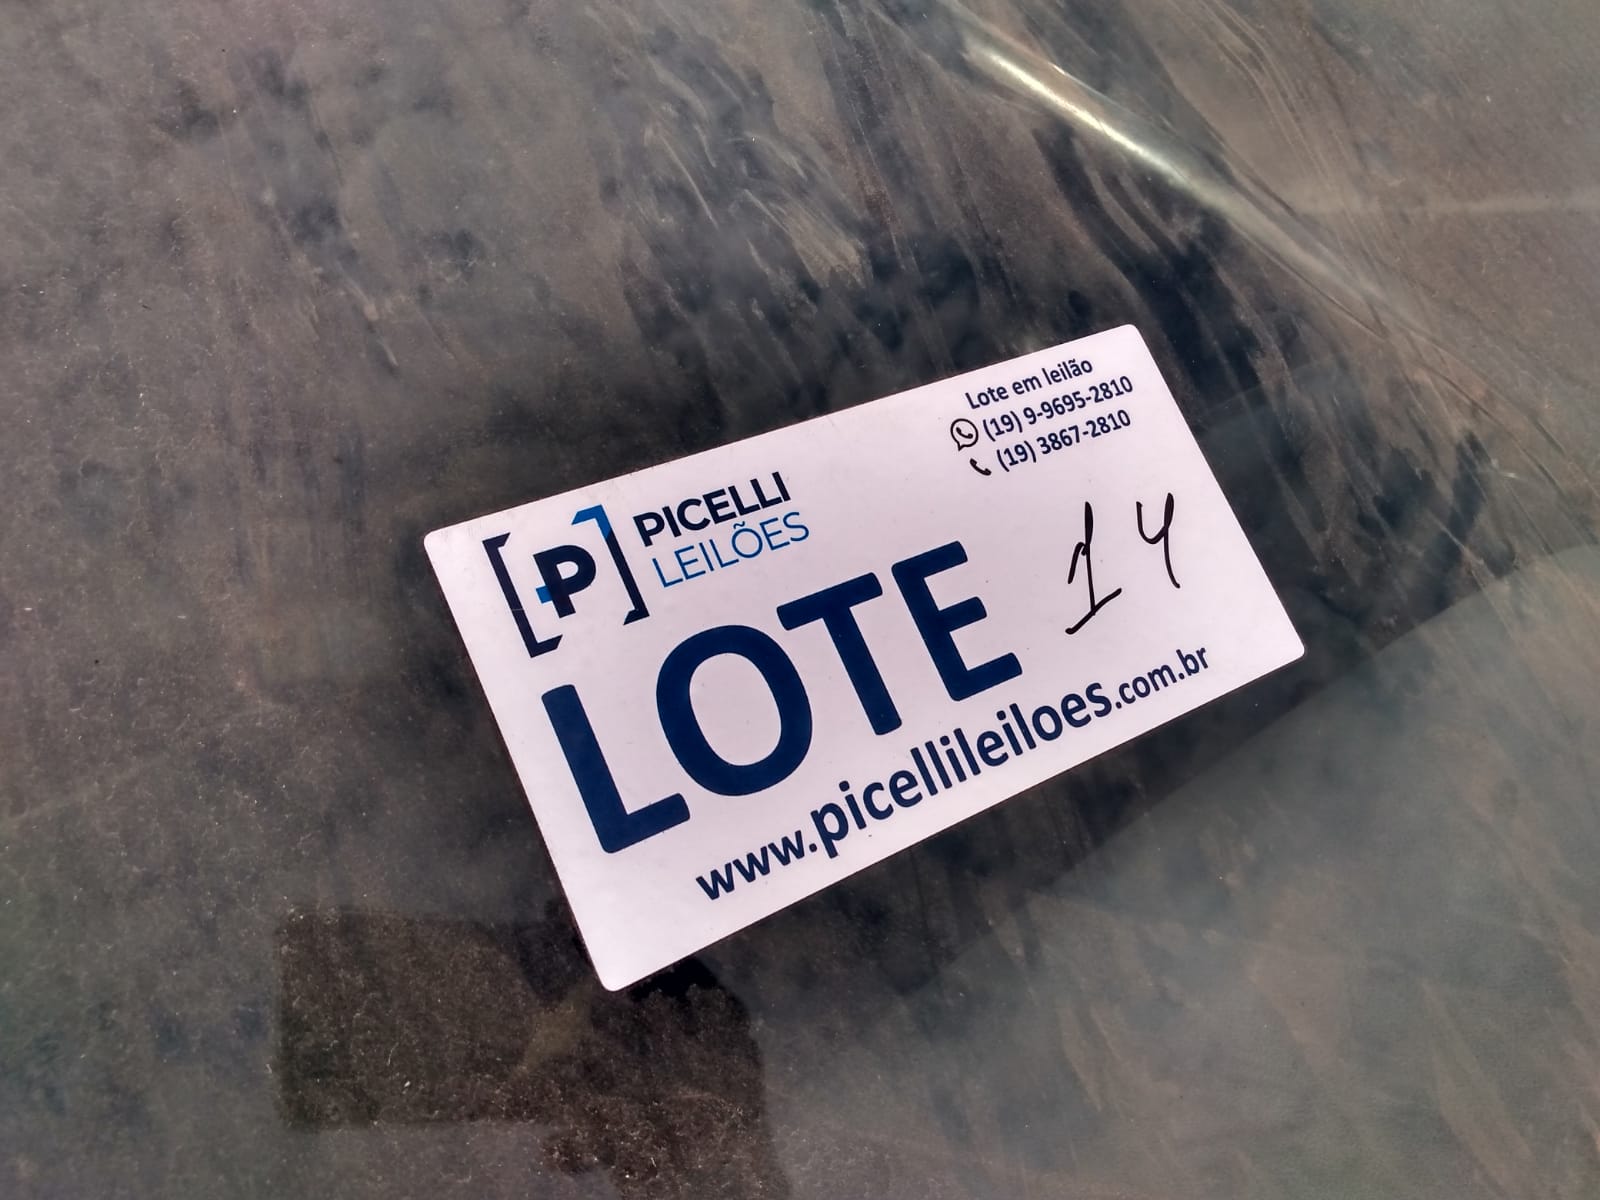 PICELLI
LEILÕES
Lote em leilão
(19) 9-9695-2810
(19) 3867-2810
LOTE 14
www.picellileiloes.com.br